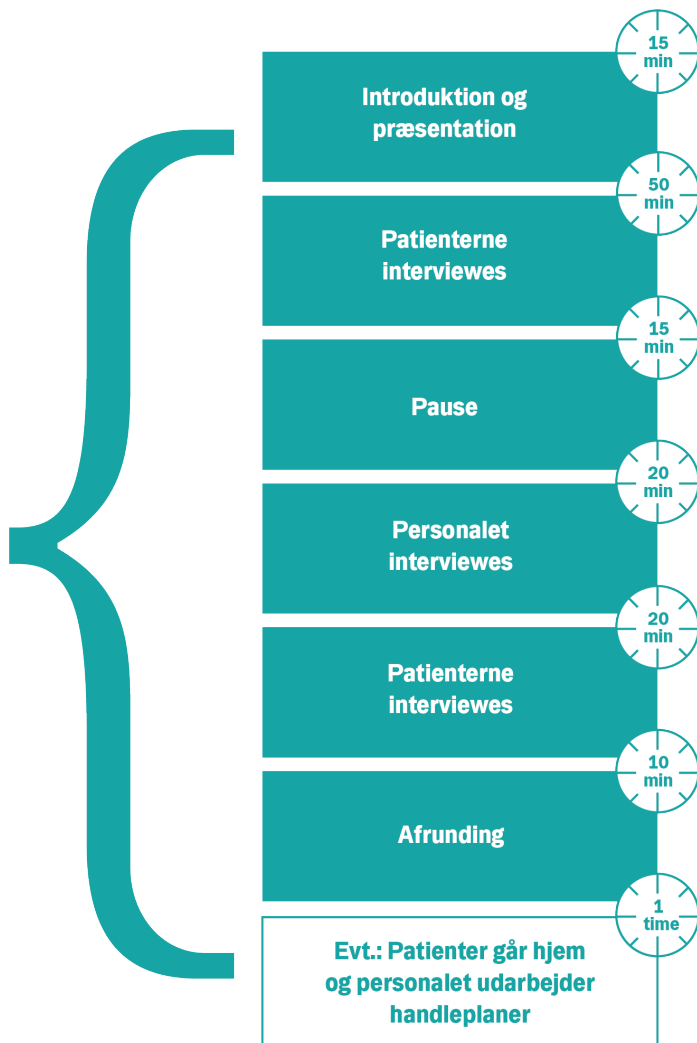 15
min
Introduktion og
præsentation
50
min
Patienterne
interviewes
15
min
Pause
20
min
Personalet
interviewes
20
min
Patienterne
interviewes
10
min
Afrunding
1
time
Evt.: Patienter går hjem
og personalet udarbejder
handleplaner